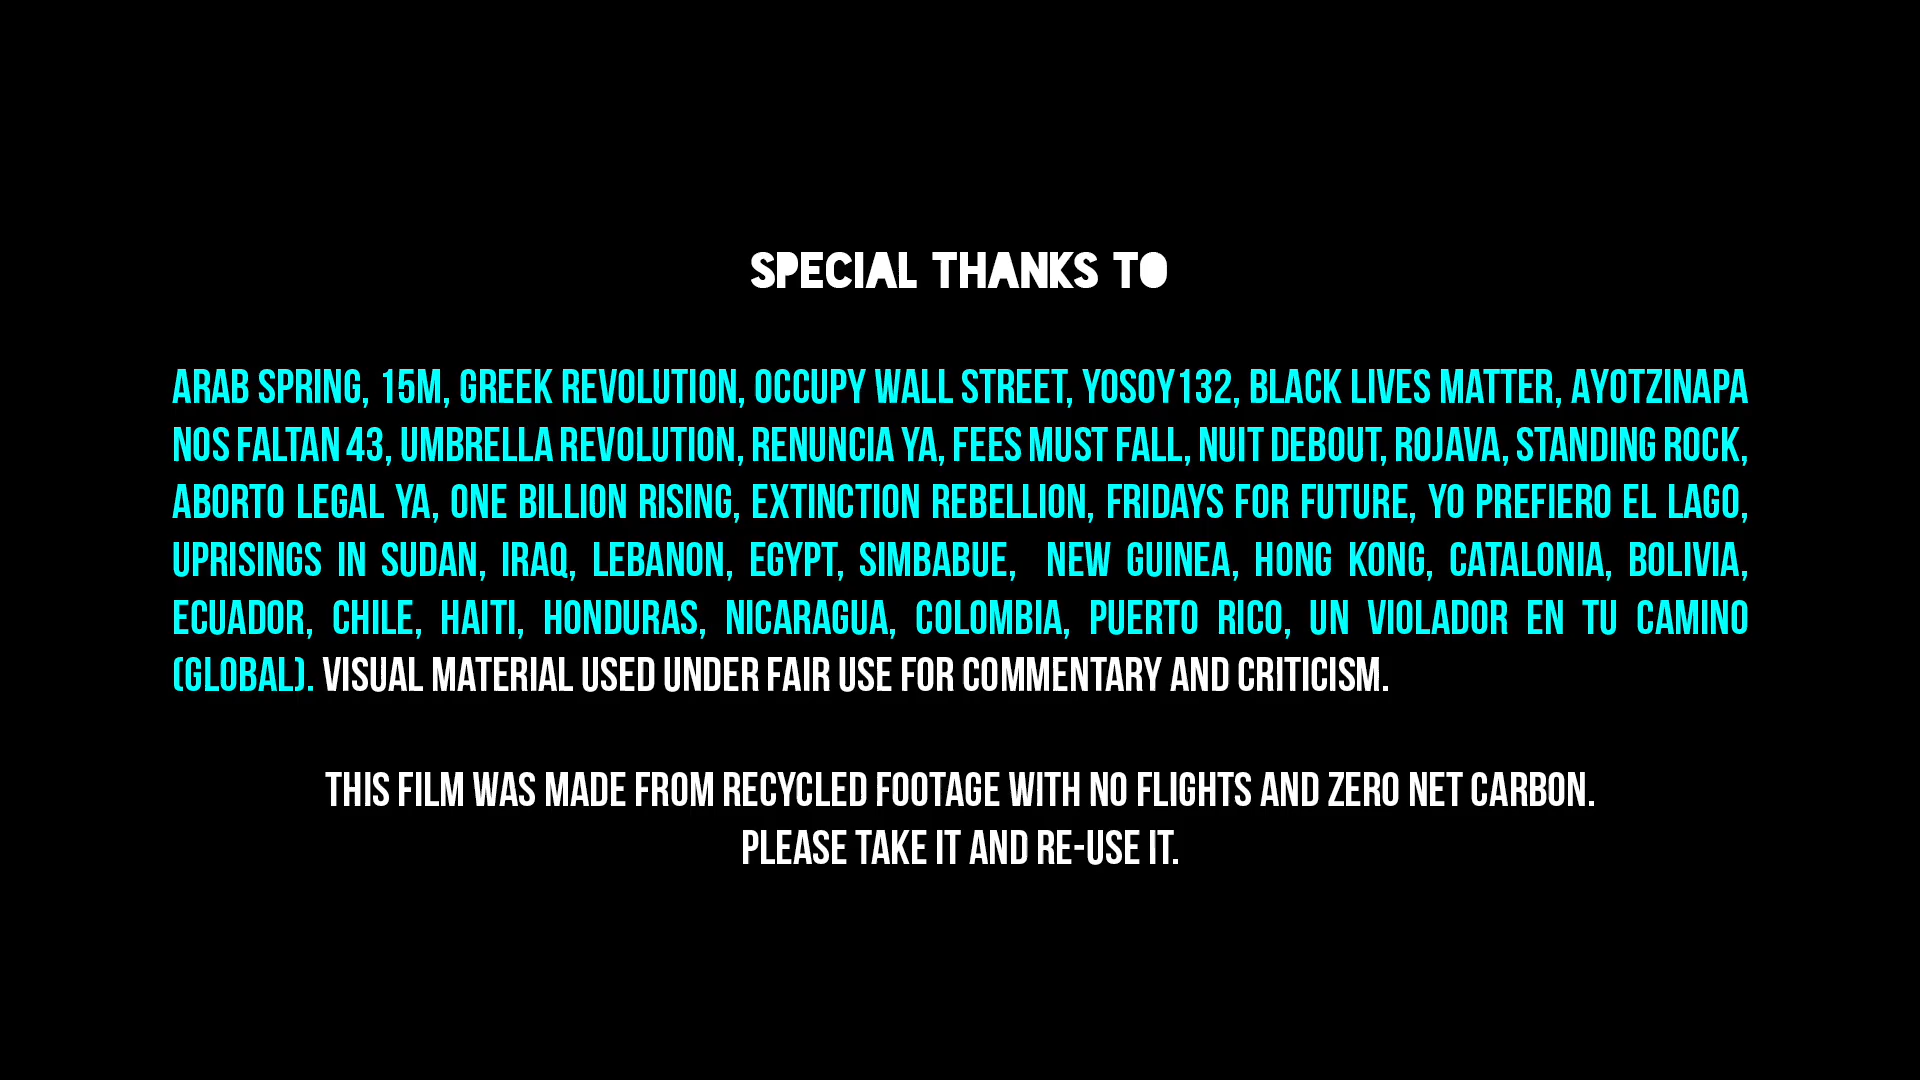 SPECIAL THANKS TO
ARAB SPRING, 15M, GREEK REVOLUTION, OCCUPY WALL STREET, YOSOY132, BLACK LIVES MATTER, AYOTZINAPA
NOS FALTAN 43, UMBRELLA REVOLUTION, RENUNCIA YA, FEES MUST FALL, NUIT DEBOUT, ROJAVA, STANDING ROCK,
ABORTO LEGAL YA, ONE BILLION RISING, EXTINCTION REBELLION, FRIDAYS FOR FUTURE, YO PREFIERO EL LAGO,
UPRISINGS IN SUDAN, IRAQ, LEBANON, EGYPT, SIMBABUE, NEW GUINEA, HONG KONG, CATALONIA, BOLIVIA,
ECUADOR, CHILE, HAITI, HONDURAS, NICARAGUA, COLOMBIA, PUERTO RICO, UN VIOLADOR EN TU CAMINO
(GLOBAL). VISUAL MATERIAL USED UNDER FAIR USE FOR COMMENTARY AND CRITICISM.
THIS FILM WAS MADE FROM RECYCLED FOOTAGE WITH NO FLIGHTS AND ZERO NET CARBON.
PLEASE TAKE IT AND RE-USE IT.